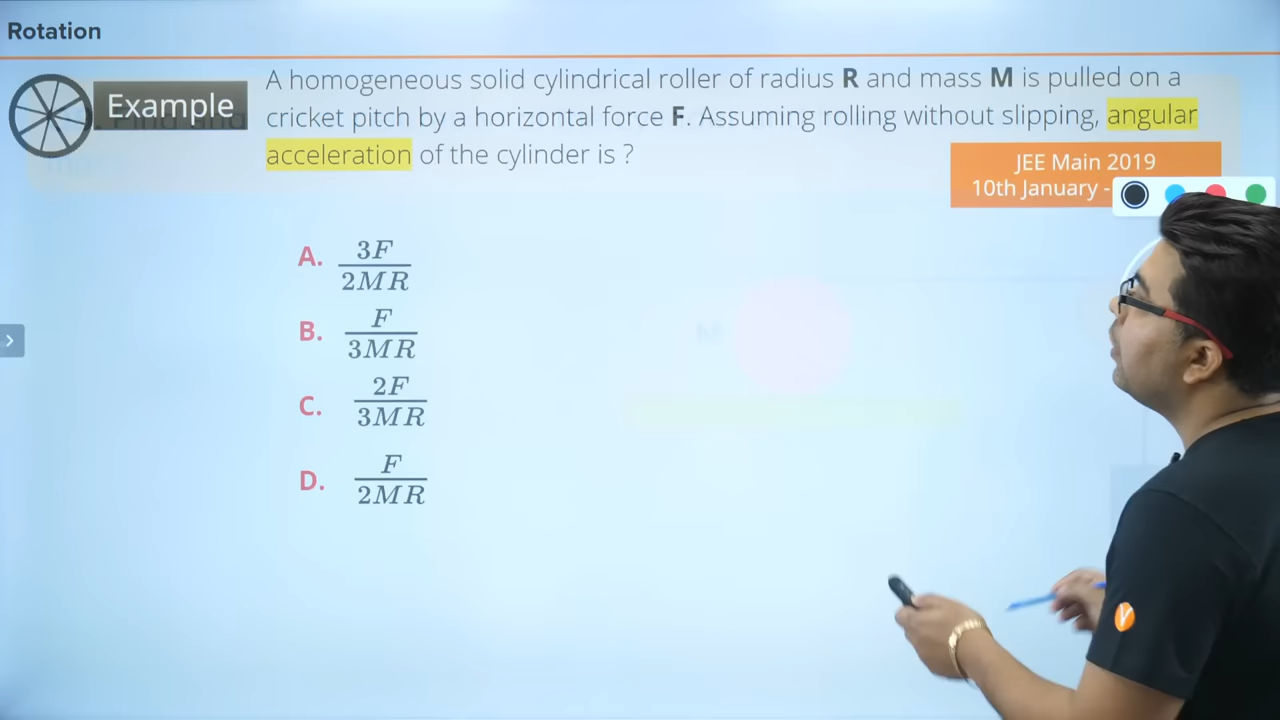 Rotation
Example
A homogeneous solid cylindrical roller of radius R and mass M is pulled on a
cricket pitch by a horizontal force F. Assuming rolling without slipping, angular
acceleration of the cylinder is ?
JEE Main 2019
10th January -
A. 3F
2MR
B. F
3MR
C. 2F
3MR
D. F
2MR